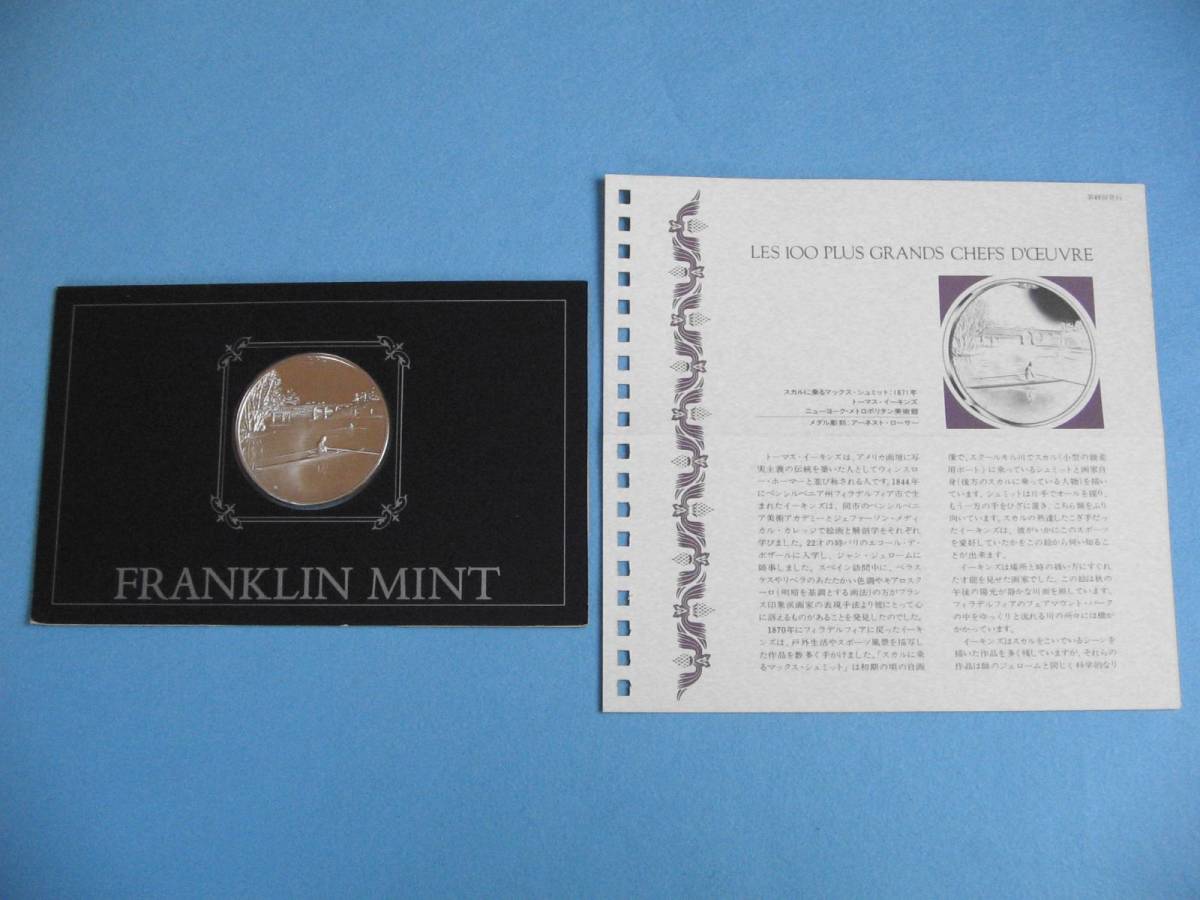 FRANKLIN MINT
LES 100 PLUS GRANDS CHEFS D'ŒUVRE
スカルに乗るマックス・シュミット：1871年
トーマス・イーキンズ
ニューヨーク・メトロポリタン美術館
メダル彫刻：アーネスト・ローサー
トーマス・イーキンズは、アメリカ画壇に写
実主義の伝統を築いた人としてウィンスロ
ー・ホーマーと並び称される人です。1844年
にペンシルベニア州フィラデルフィア市で生
まれたイーキンズは、同市のペンシルベニ
ア美術アカデミーとジェファーソン・メディ
カル・カレッジで絵画と解剖学をそれぞれ
学びました。22才の時パリのエコール・デ・
ボザールに入学し、ジャン・ジェロームに
師事しました。スペイン訪問中に、ベラス
ケスやリベラのあたたかい色調やキアロスク
ーロ(明暗を基調とする画法)の方がフラン
ス印象派画家の表現手法より彼にとって心
に訴えるものがあることを発見したのでした。
1870年にフィラデルフィアに戻ったイーキ
ンズは、戸外生活やスポーツ風景を描写し
た作品を数多く手がけました。「スカルに乗
るマックス・シュミット」は初期の頃の自画
像で、スクールキル川でスカル(小型の競走
用ボート)に乗っているシュミットと画家自
身(後方のスカルに乗っている人物)を描い
ています。シュミットは片手でオールを握り、
もう一方の手をひざに置き、こちら側をふり
向いています。スカルの熟達したこぎ手だっ
たイーキンズは、彼がいかにこのスポーツ
を愛好していたかをこの絵から伺い知るこ
とが出来ます。
イーキンズは場所と時の扱い方にすぐれ
た才能を見せた画家でした。この絵は秋の
午後の陽光が静かな川面を照しています。
フィラデルフィアのフェアマウント・パーク
の中をゆっくりと流れる川の所々には橋が
かかっています。
イーキンズはスカルをこいでいるシーンを
描いた作品を多く残していますが、それらの
作品は師のジェロームと同じく科学的なり